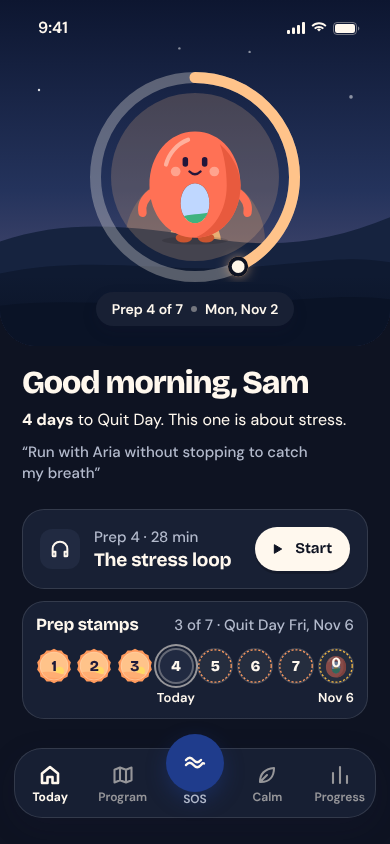 9:41
Prep 4 of 7 • Mon, Nov 2
Good morning, Sam
4 days to Quit Day. This one is about stress.
“Run with Aria without stopping to catch
my breath”
Prep 4 · 28 min
The stress loop
Start
Prep stamps
3 of 7 · Quit Day Fri, Nov 6
1 2 3 4 5 6 7 0
Today
Nov 6
Today
Program
SOS
Calm
Progress